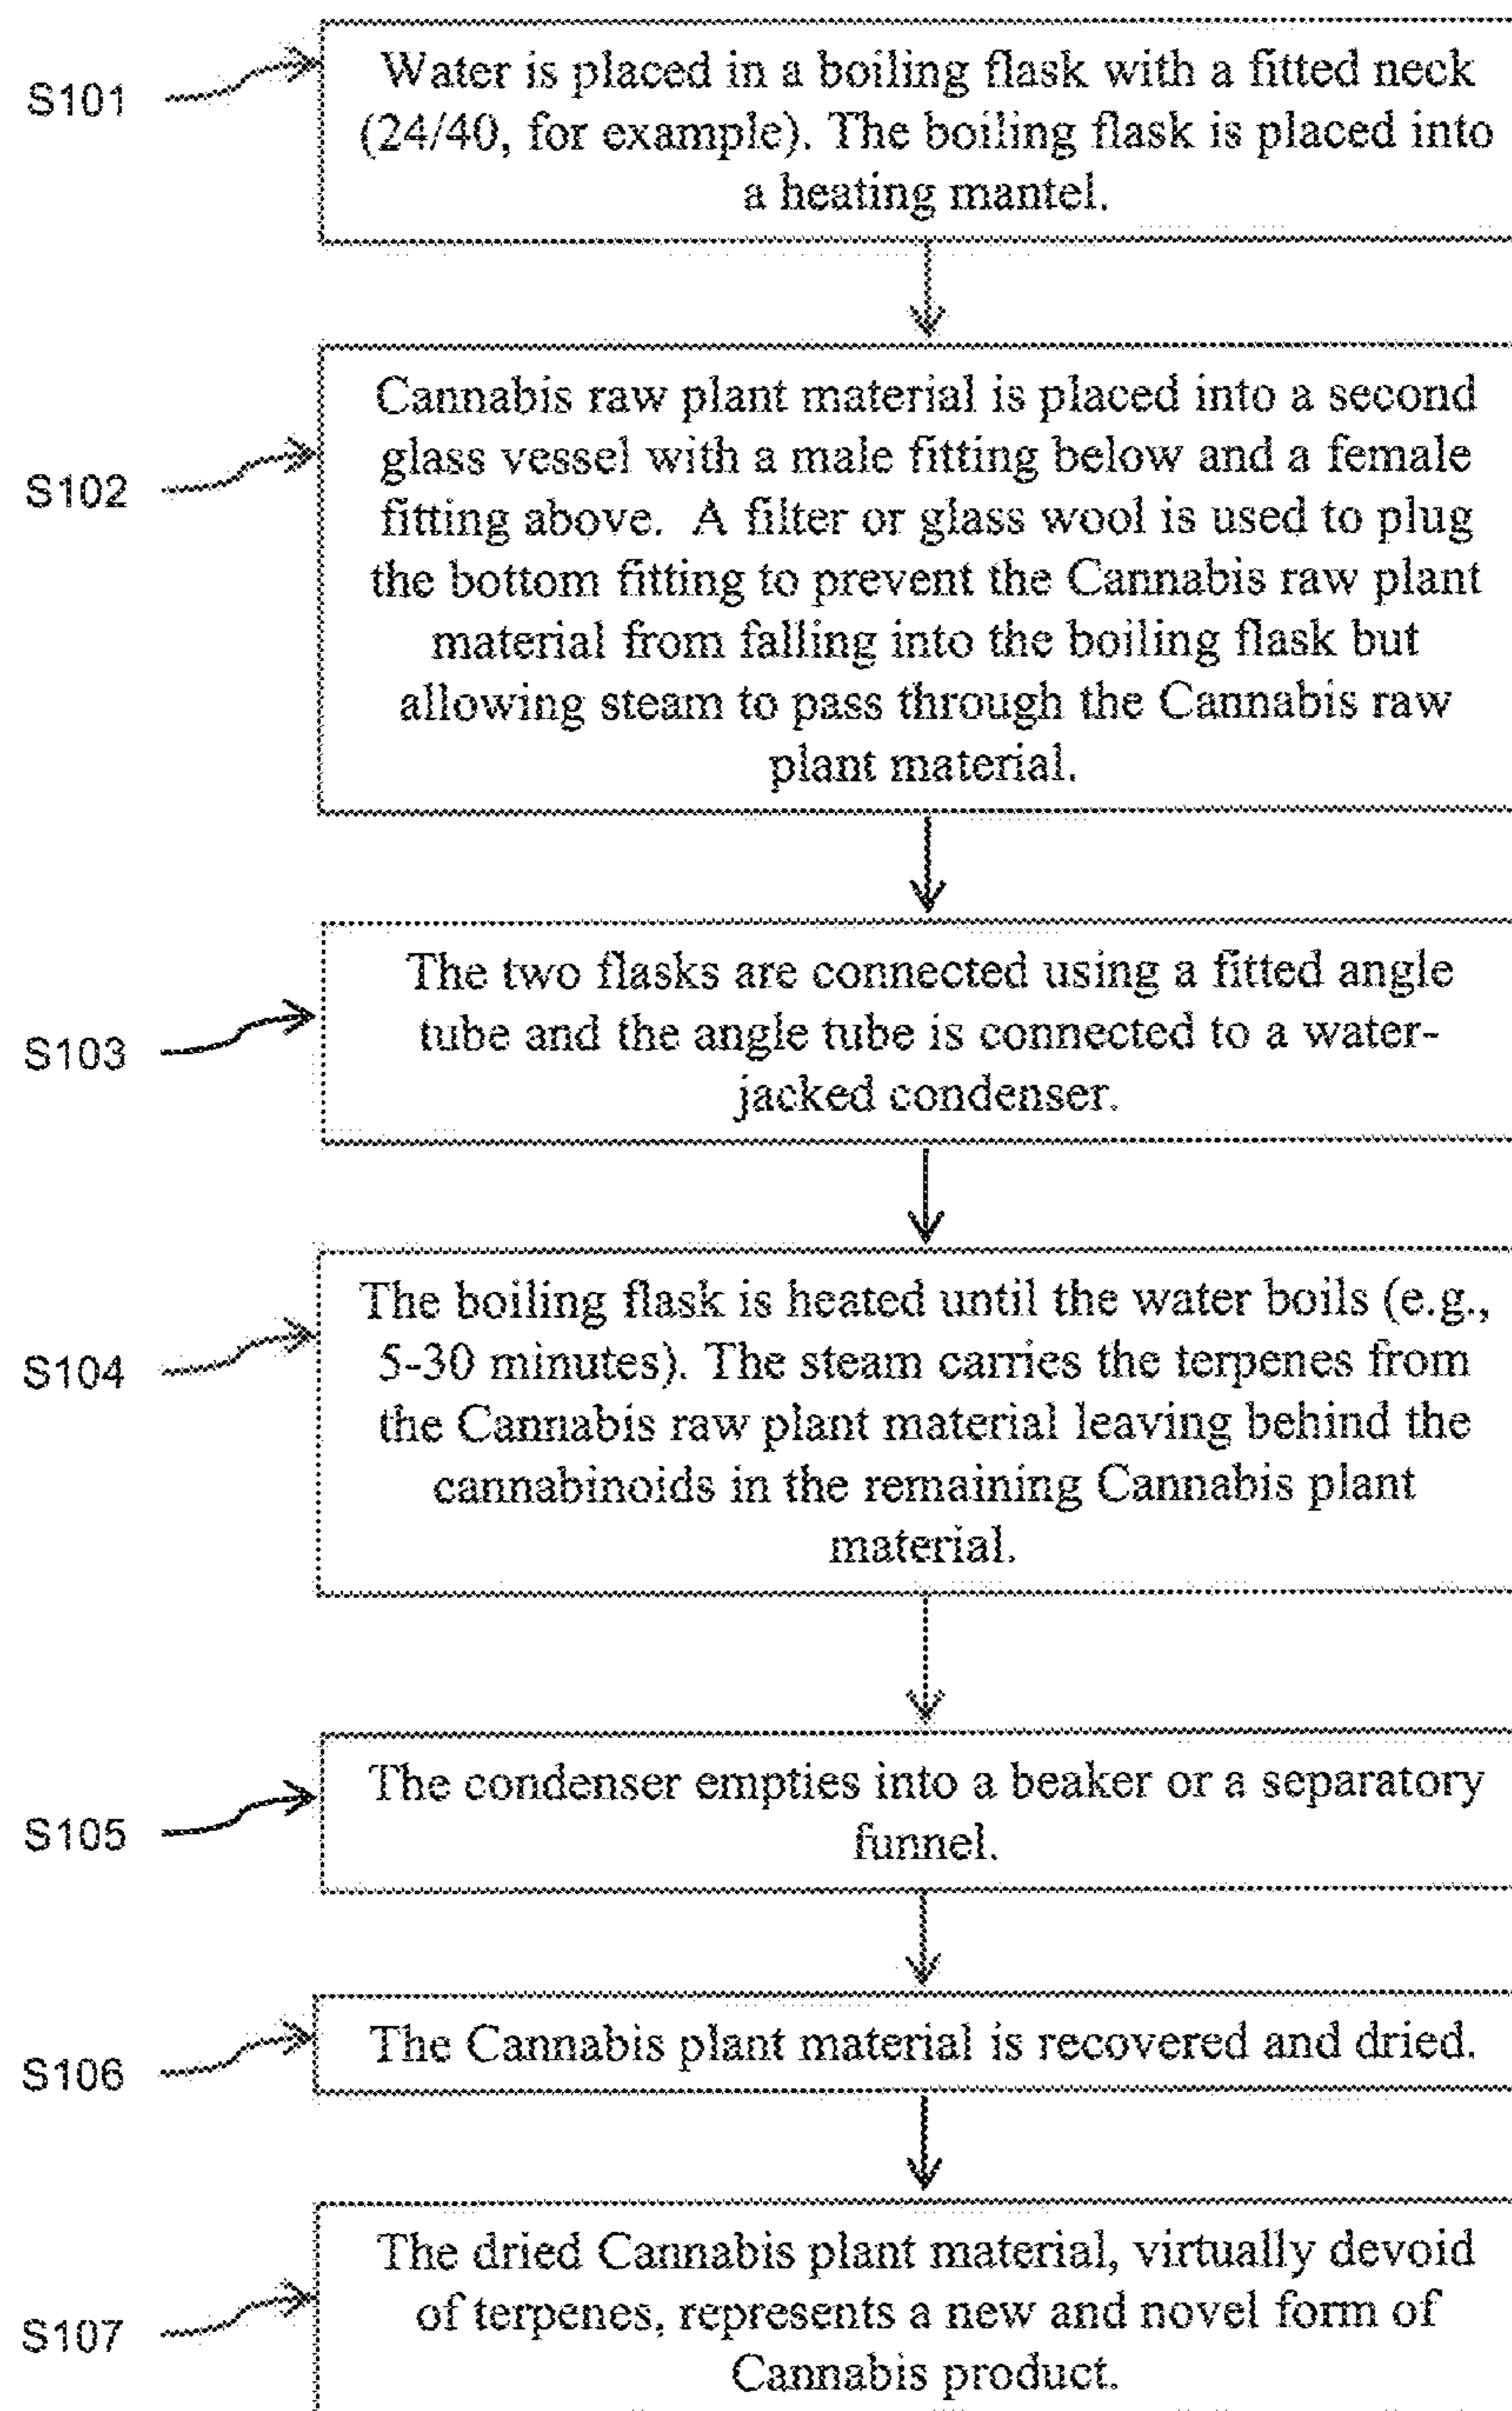 S101
Water is placed in a boiling flask with a fitted neck
(24/40, for example). The boiling flask is placed into
a heating mantel.
S102
Cannabis raw plant material is placed into a second
glass vessel with a male fitting below and a female
fitting above. A filter or glass wool is used to plug
the bottom fitting to prevent the Cannabis raw plant
material from falling into the boiling flask but
allowing steam to pass through the Cannabis raw
plant material.
S103
The two flasks are connected using a fitted angle
tube and the angle tube is connected to a water-
jacked condenser.
S104
The boiling flask is heated until the water boils (e.g.,
5-30 minutes). The steam carries the terpenes from
the Cannabis raw plant material leaving behind the
cannabinoids in the remaining Cannabis plant
material.
S105
The condenser empties into a beaker or a separatory
funnel.
S106
The Cannabis plant material is recovered and dried.
S107
The dried Cannabis plant material, virtually devoid
of terpenes, represents a new and novel form of
Cannabis product.